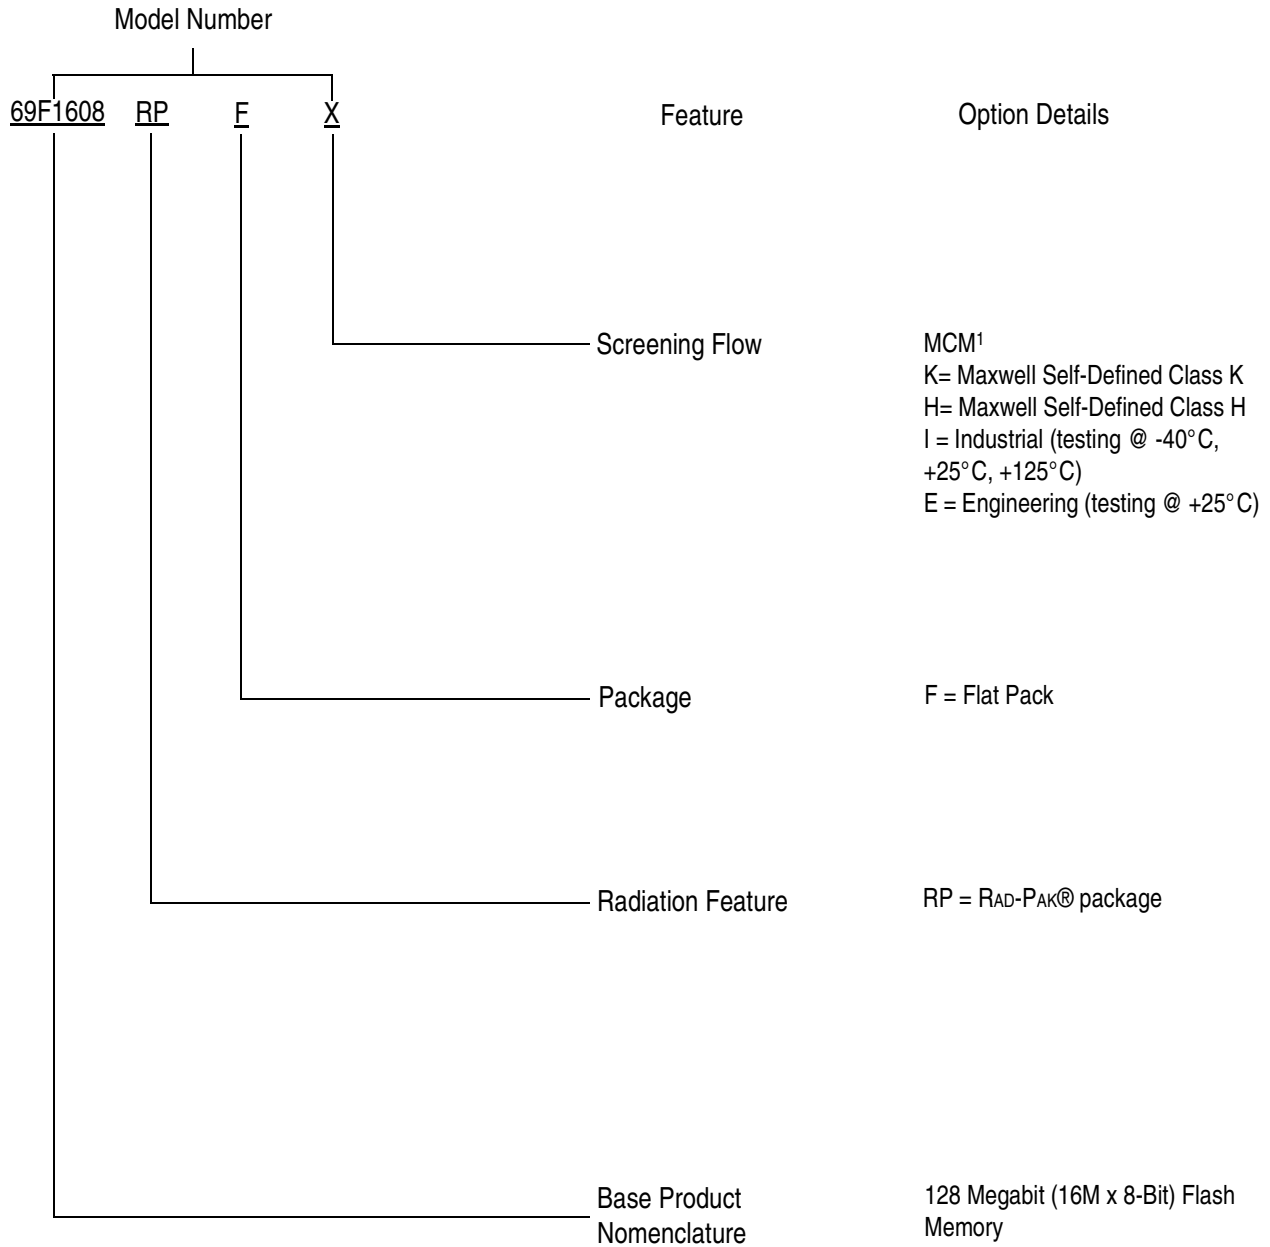 Model Number
69F1608 RP F X
Feature Option Details
Screening Flow
MCM1
K= Maxwell Self-Defined Class K
H= Maxwell Self-Defined Class H
I = Industrial (testing @ -40°C,
+25°C, +125°C)
E = Engineering (testing @ +25°C)
Package F = Flat Pack
Radiation Feature RP = RAD-PAK® package
Base Product
Nomenclature
128 Megabit (16M x 8-Bit) Flash
Memory